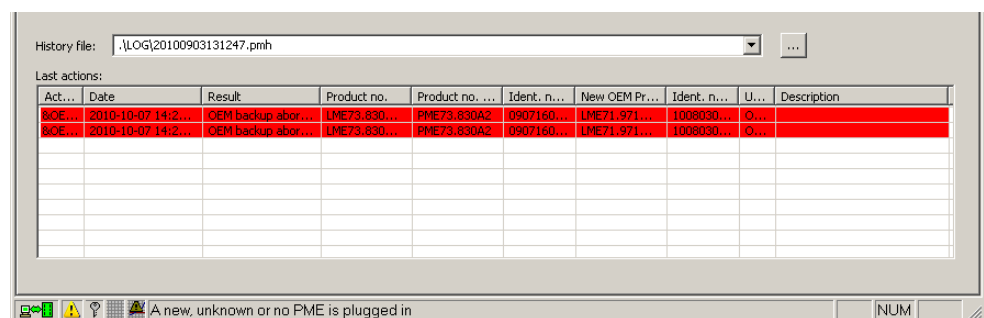 History file: .\LOG\20100903131247.pmh ...
Last actions:
Act... Date Result Product no. Product no. ... Ident. n... New OEM Pr... Ident. n... U... Description
&OE... 2010-10-07 14:2... OEM backup abor... LME73.830... PME73.830A2 0907160... LME71.971... 1008030... O...
&OE... 2010-10-07 14:2... OEM backup abor... LME73.830... PME73.830A2 0907160... LME71.971... 1008030... O...
A new, unknown or no PME is plugged in NUM